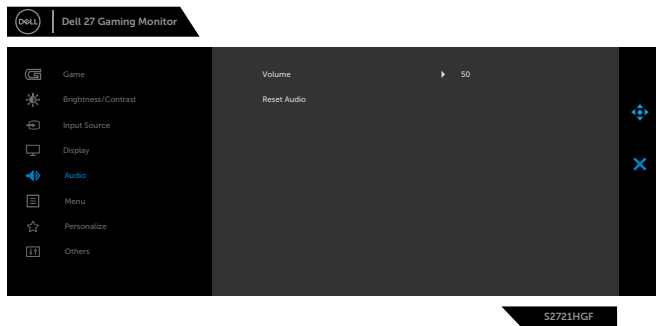 DELL
Dell 27 Gaming Monitor
Game
Brightness/Contrast
Input Source
Display
Audio
Menu
Personalize
Others
Volume 50
Reset Audio
S2721HGF